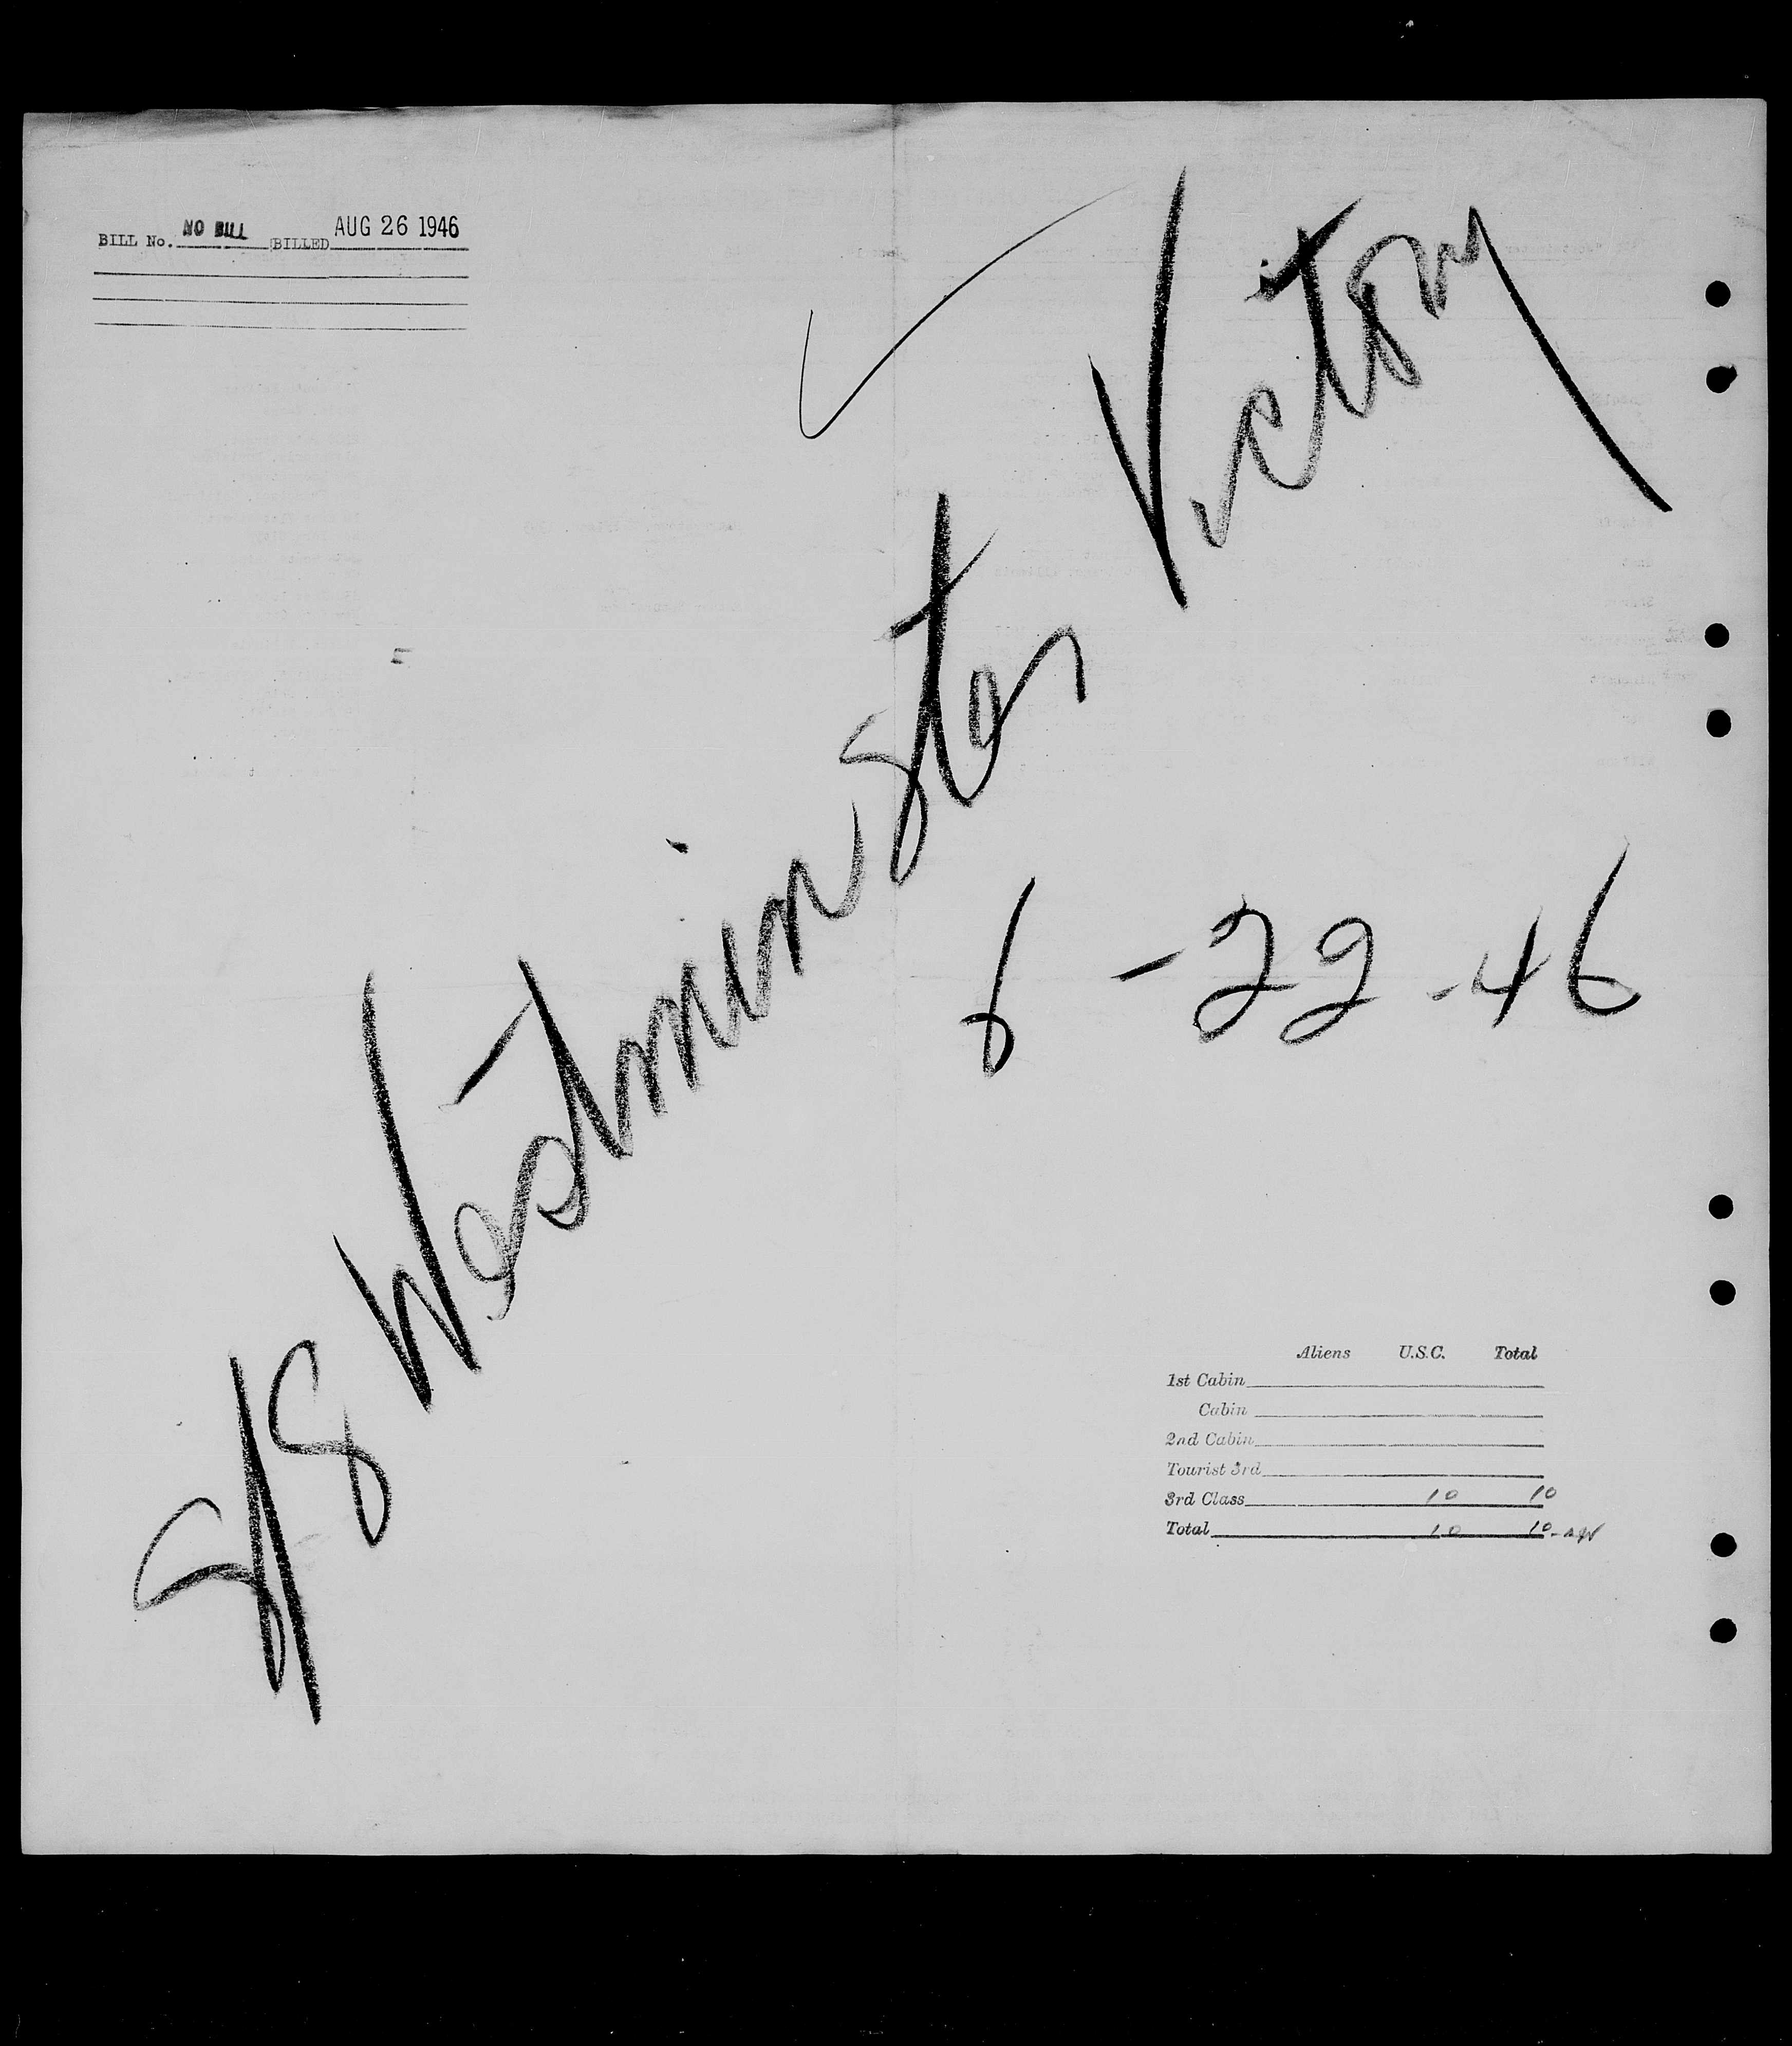 BILL No. NO BILL BILLED AUG 26 1946
S/S Westminster Victory
6-22-46
Aliens U.S.C. Total
1st Cabin
Cabin
2nd Cabin
Tourist 3rd
3rd Class 10 10
Total 10 10